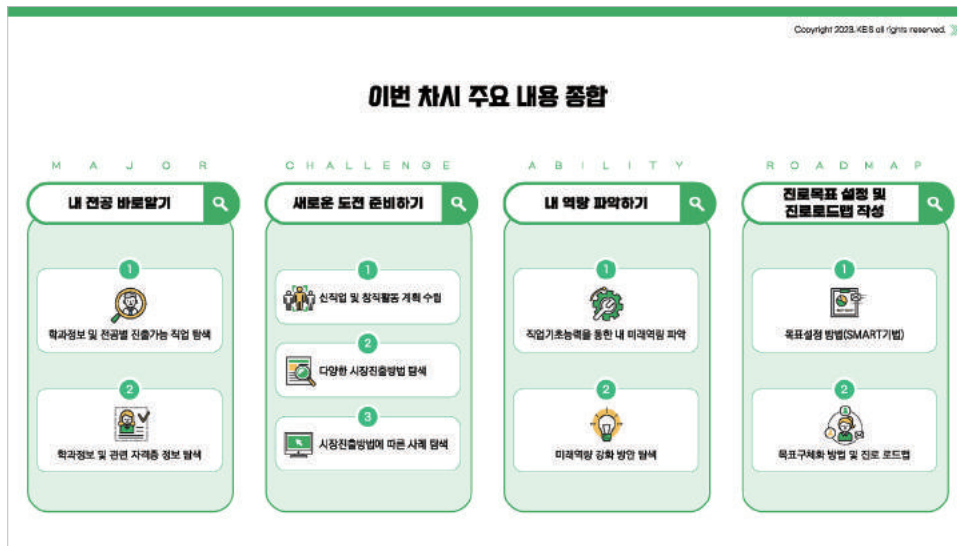 Copyright 2023.KEIS all rights reserved.
이번 차시 주요 내용 종합
MAJOR
내 전공 바로알기
1
학과정보 및 전공별 진출가능 직업 탐색
2
학과정보 및 관련 자격증 정보 탐색
CHALLENGE
새로운 도전 준비하기
1
신직업 및 창직활동 계획 수립
2
다양한 시장진출방법 탐색
3
시장진출방법에 따른 사례 탐색
ABILITY
내 역량 파악하기
1
직업기초능력을 통한 내 미래역량 파악
2
미래역량 강화 방안 탐색
ROADMAP
진로목표 설정 및
진로로드맵 작성
1
목표설정 방법(SMART기법)
2
목표구체화 방법 및 진로 로드맵